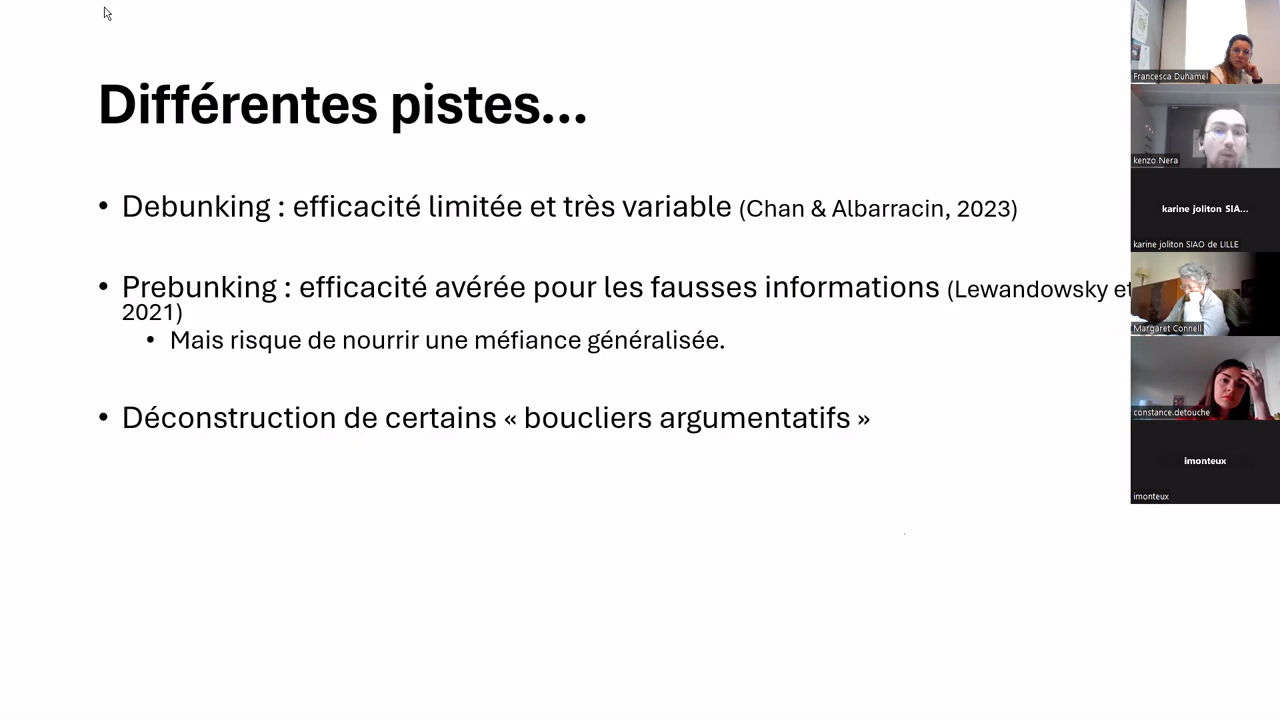 Différentes pistes...
• Debunking : efficacité limitée et très variable (Chan & Albarracin, 2023)
• Prebunking : efficacité avérée pour les fausses informations (Lewandowsky et
2021)
• Mais risque de nourrir une méfiance généralisée.
• Déconstruction de certains « boucliers argumentatifs »
Francesca Duhamel
kenzo Nera
karine joliton SIA...
karine joliton SIAO de LILLE
Margaret Connell
constance.detouche
imonteux
imonteux